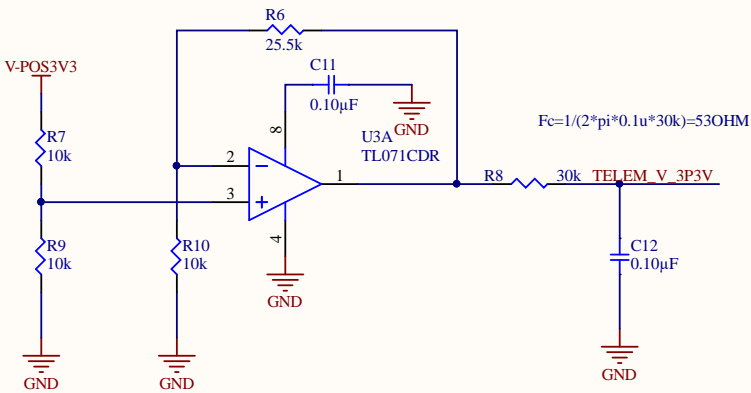 R6
25.5k
V-POS3V3
C11
0.10µF
GND
Fc=1/(2*pi*0.1u*30k)=53OHM
8
U3A
TL071CDR
R7
10k
2
3
1
R8
30k
TELEM_V_3P3V
4
R9
10k
R10
10k
C12
0.10µF
GND
GND
GND
GND